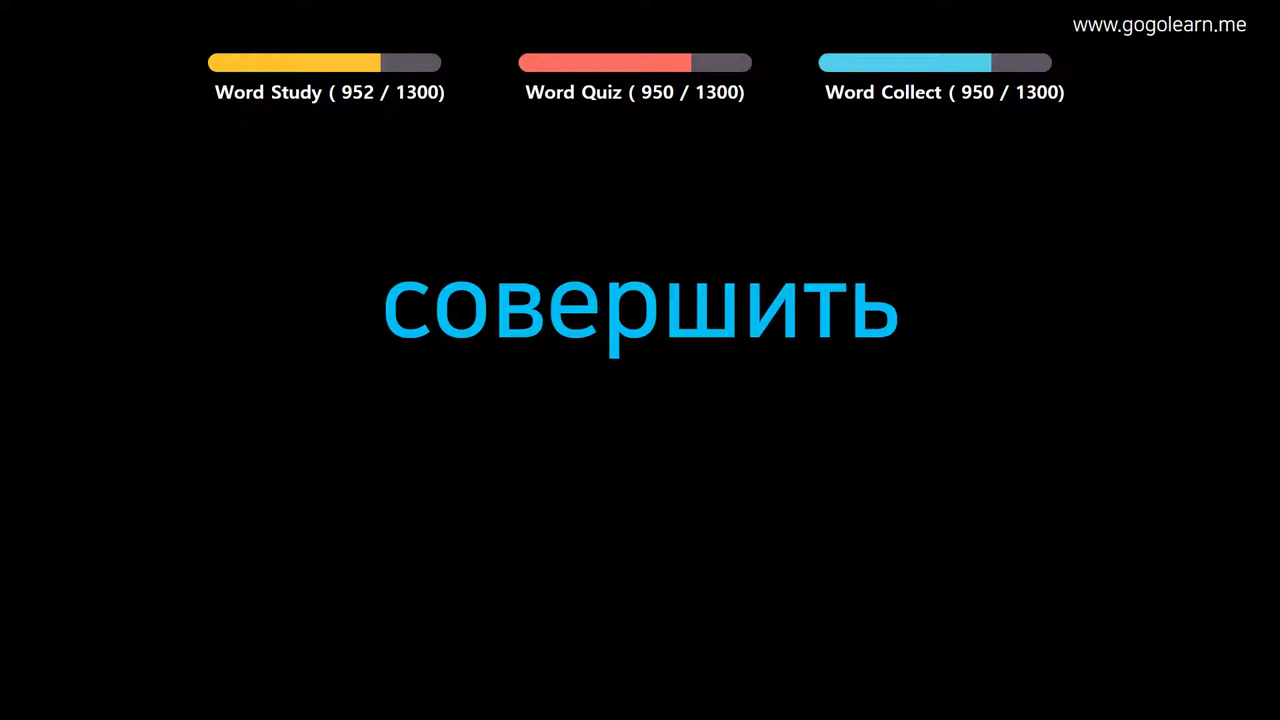 www.gogolearn.me
Word Study ( 952 / 1300)
Word Quiz ( 950 / 1300)
Word Collect ( 950 / 1300)
совершить